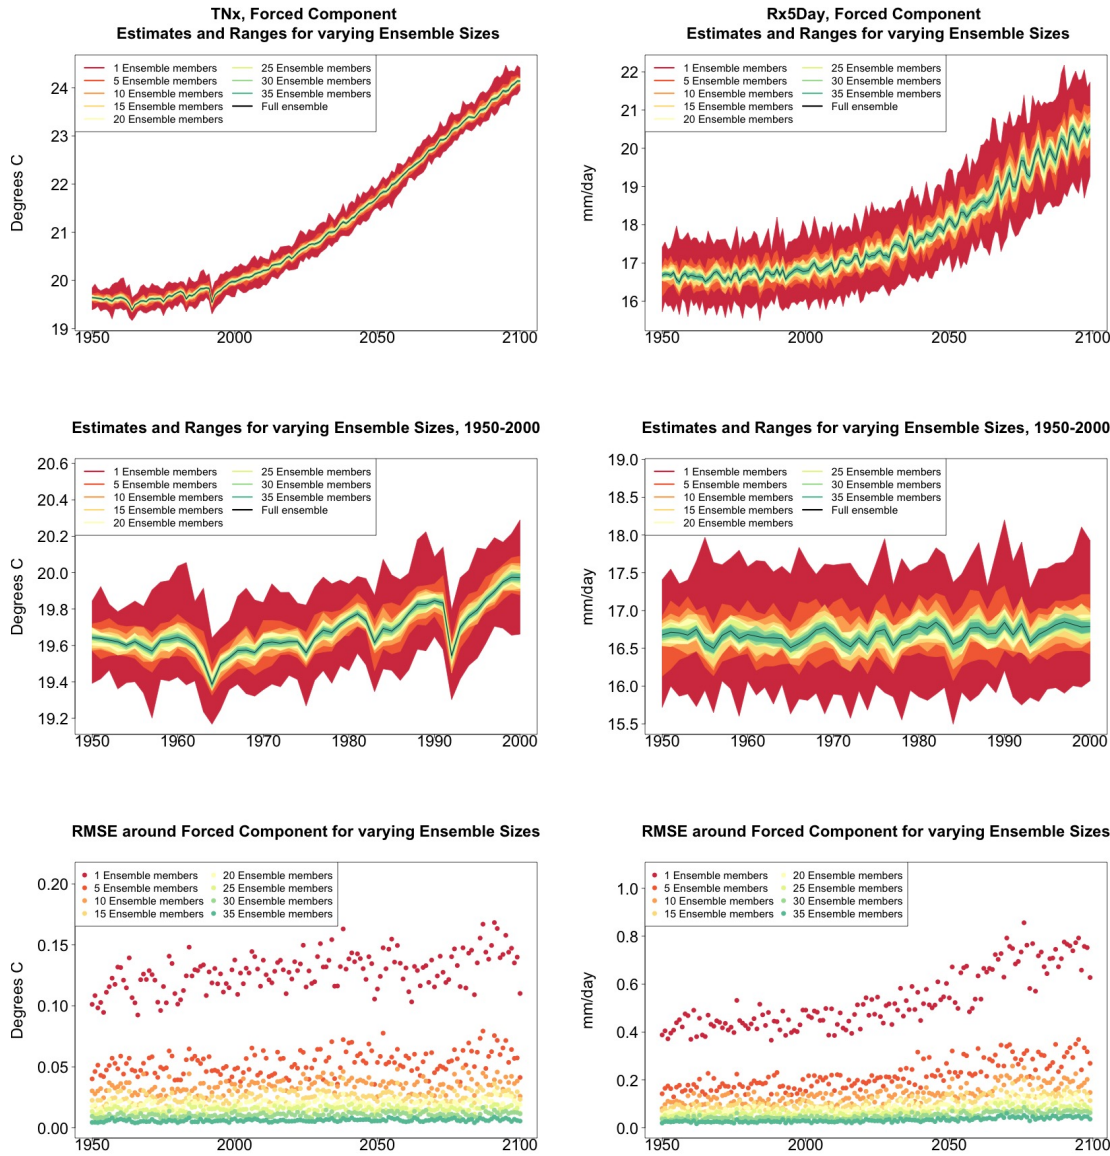 TNx, Forced Component
Estimates and Ranges for varying Ensemble Sizes
1 Ensemble members
5 Ensemble members
10 Ensemble members
15 Ensemble members
20 Ensemble members
25 Ensemble members
30 Ensemble members
35 Ensemble members
Full ensemble
Degrees C
24
23
22
21
20
19
1950 2000 2050 2100
Rx5Day, Forced Component
Estimates and Ranges for varying Ensemble Sizes
1 Ensemble members
5 Ensemble members
10 Ensemble members
15 Ensemble members
20 Ensemble members
25 Ensemble members
30 Ensemble members
35 Ensemble members
Full ensemble
mm/day
22
21
20
19
18
17
16
1950 2000 2050 2100
Estimates and Ranges for varying Ensemble Sizes, 1950-2000
1 Ensemble members
5 Ensemble members
10 Ensemble members
15 Ensemble members
20 Ensemble members
25 Ensemble members
30 Ensemble members
35 Ensemble members
Full ensemble
Degrees C
20.6
20.4
20.2
20.0
19.8
19.6
19.4
19.2
1950 1960 1970 1980 1990 2000
Estimates and Ranges for varying Ensemble Sizes, 1950-2000
1 Ensemble members
5 Ensemble members
10 Ensemble members
15 Ensemble members
20 Ensemble members
25 Ensemble members
30 Ensemble members
35 Ensemble members
Full ensemble
mm/day
19.0
18.5
18.0
17.5
17.0
16.5
16.0
15.5
1950 1960 1970 1980 1990 2000
RMSE around Forced Component for varying Ensemble Sizes
1 Ensemble members
5 Ensemble members
10 Ensemble members
15 Ensemble members
20 Ensemble members
25 Ensemble members
30 Ensemble members
35 Ensemble members
Degrees C
0.20
0.15
0.10
0.05
0.00
1950 2000 2050 2100
RMSE around Forced Component for varying Ensemble Sizes
1 Ensemble members
5 Ensemble members
10 Ensemble members
15 Ensemble members
20 Ensemble members
25 Ensemble members
30 Ensemble members
35 Ensemble members
mm/day
1.0
0.8
0.6
0.4
0.2
0.0
1950 2000 2050 2100